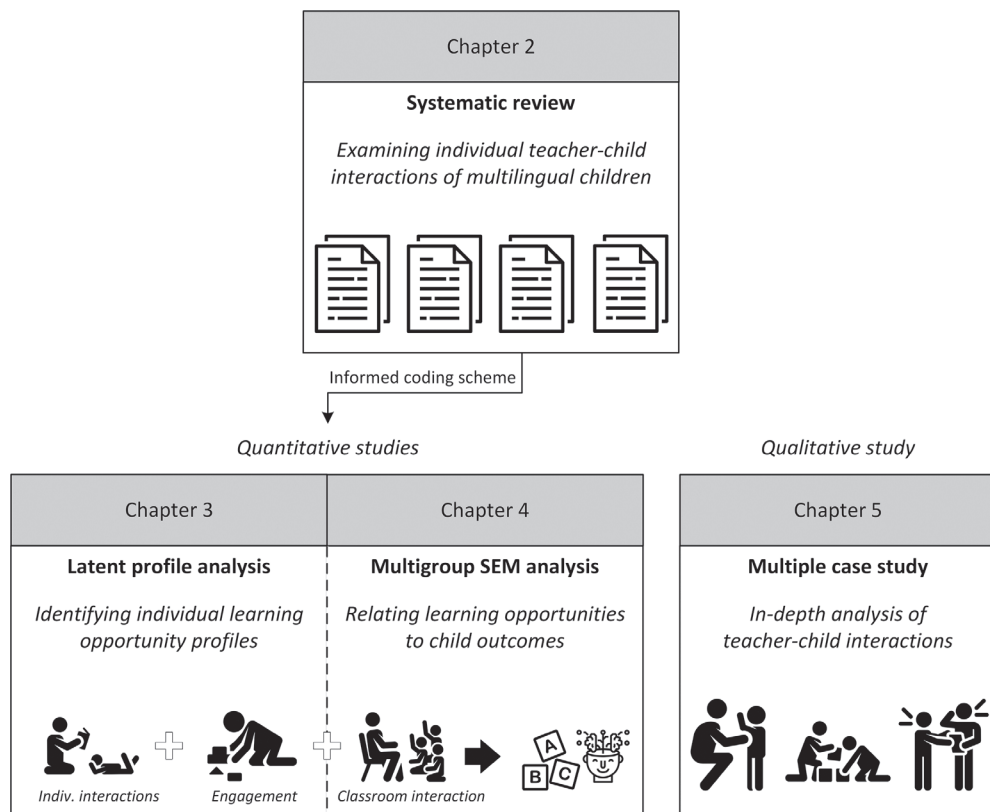 Chapter 2
Systematic review
Examining individual teacher-child
interactions of multilingual children
Informed coding scheme
Quantitative studies
Qualitative study
Chapter 3
Chapter 4
Chapter 5
Latent profile analysis
Identifying individual learning
opportunity profiles
Multigroup SEM analysis
Relating learning opportunities
to child outcomes
Multiple case study
In-depth analysis of
teacher-child interactions
A
B C
Indiv. interactions
Engagement
Classroom interaction